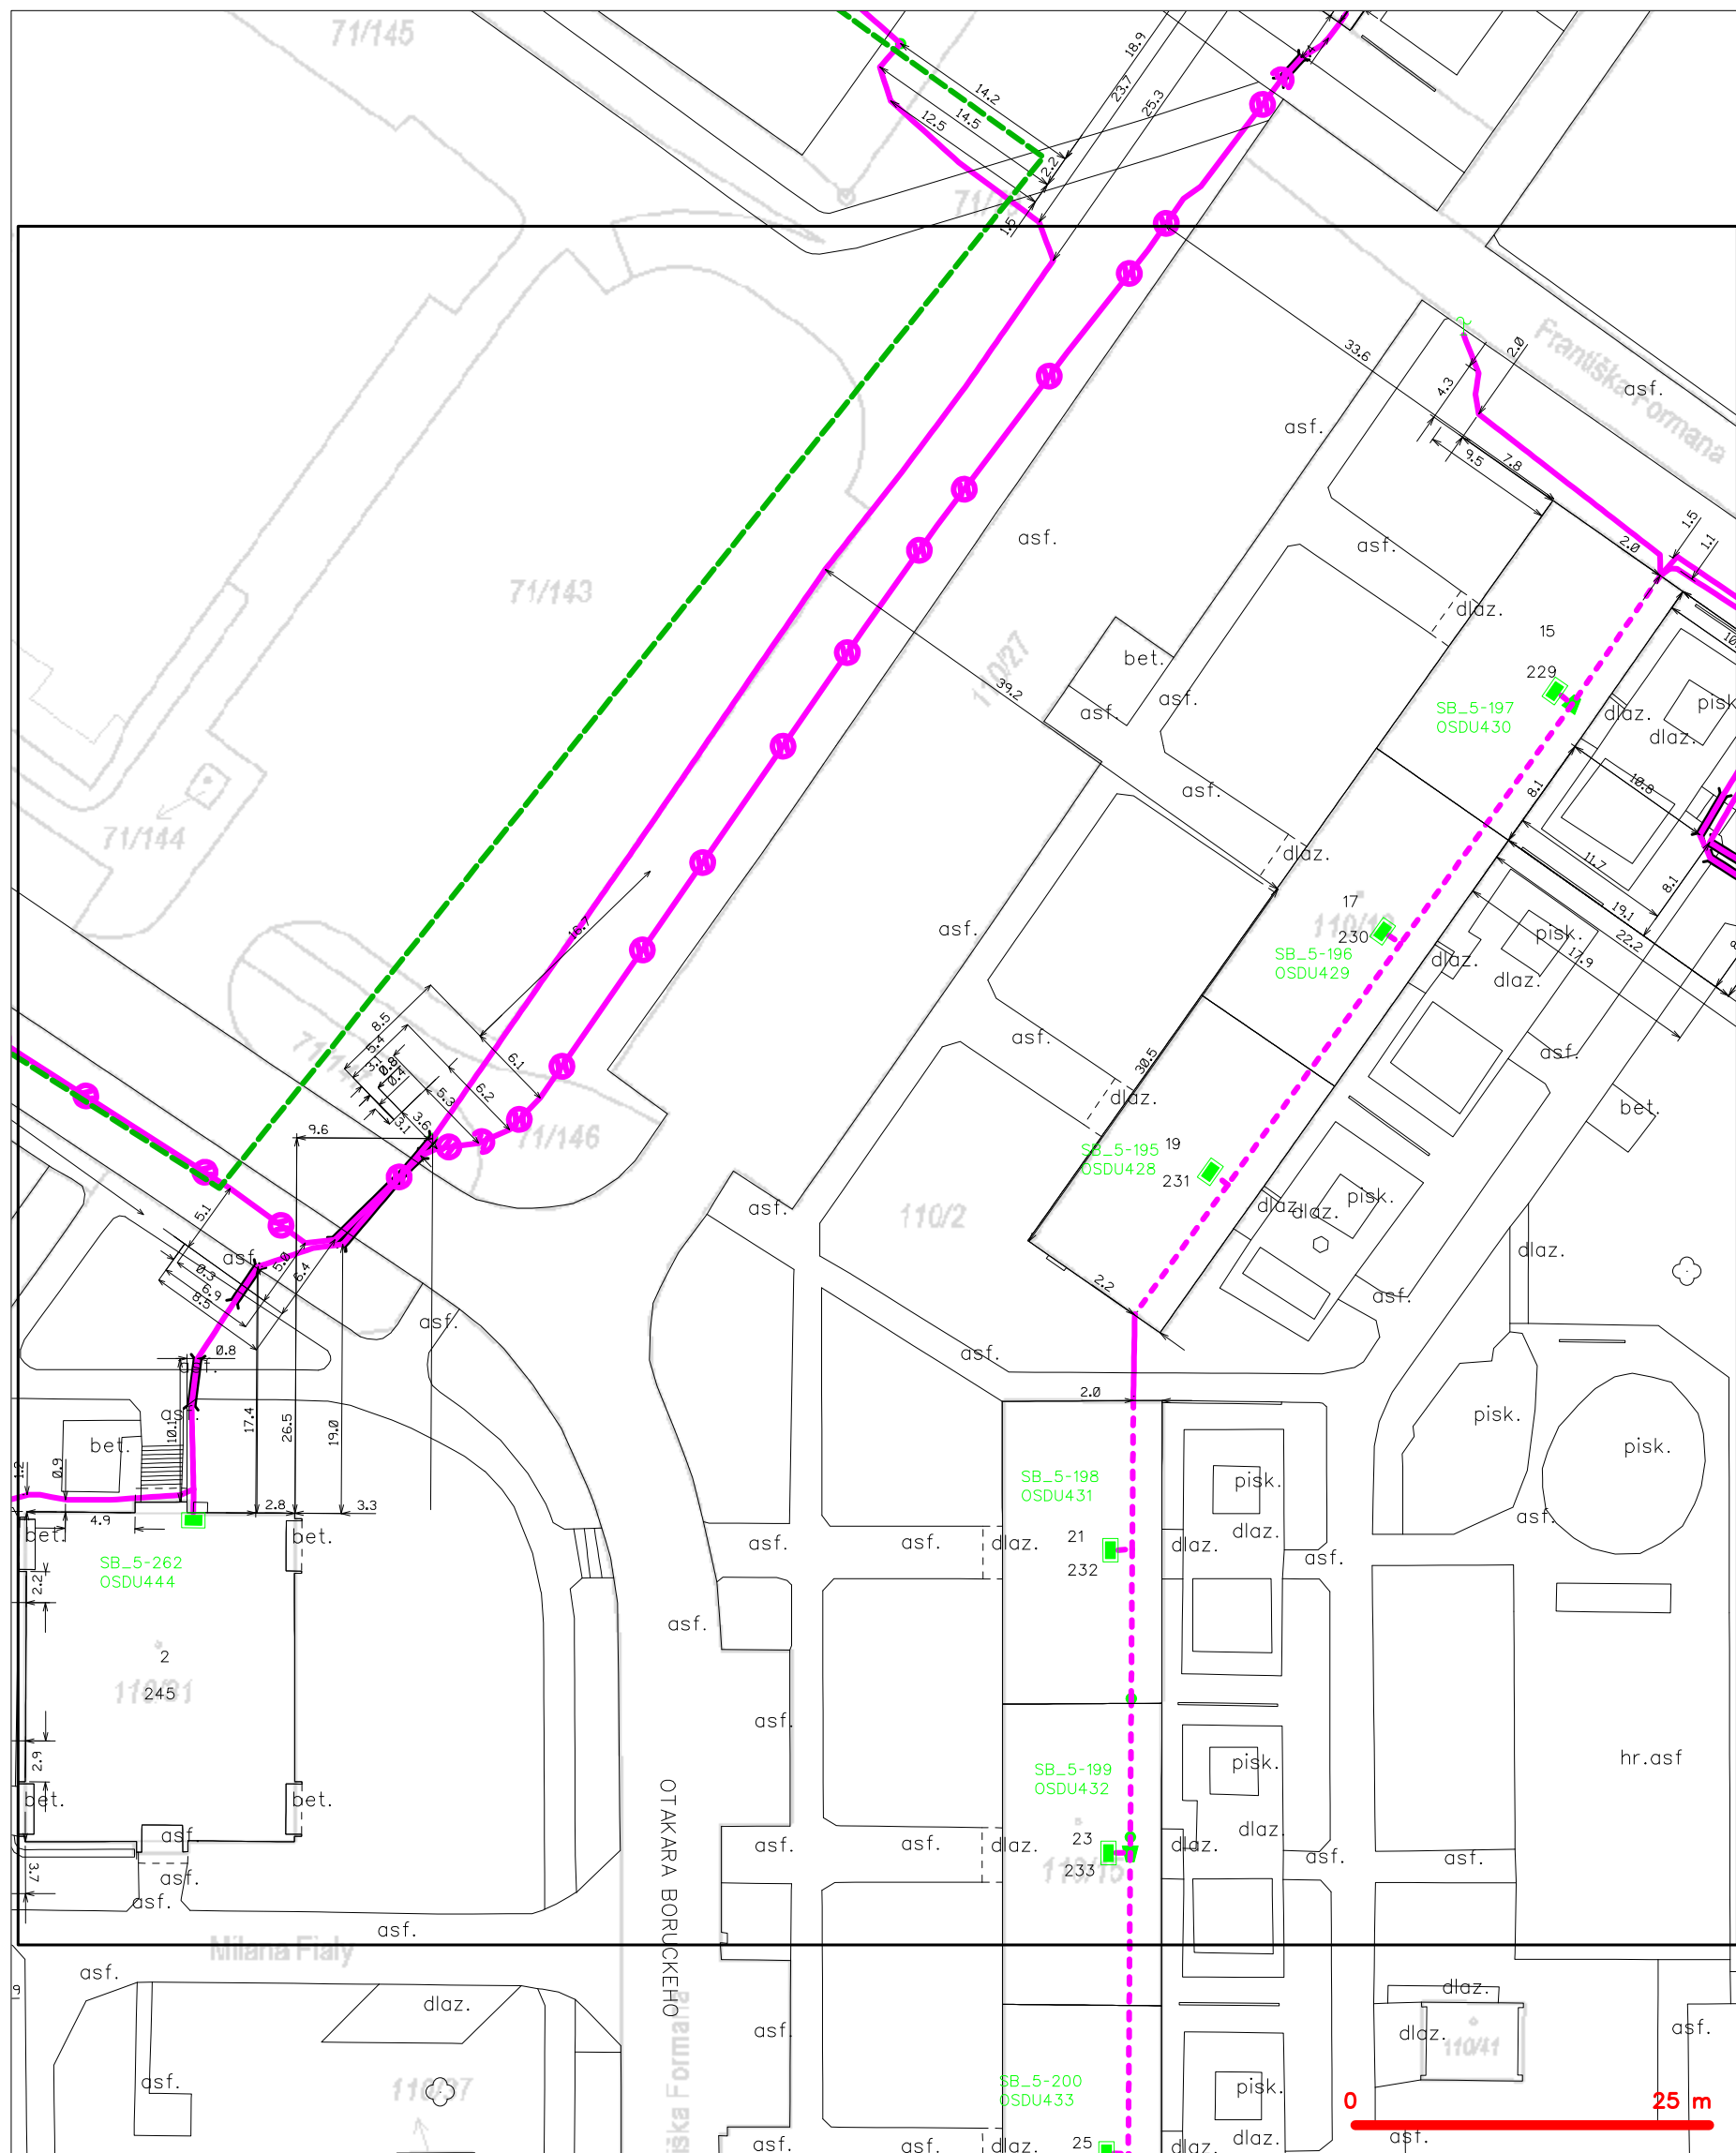 71/145
18.9
23.7
25.3
14.2
14.5
12.5
2.2
1.5
Františka Formana
33.6
4.3
2.0
asf.
asf.
9.5
7.8
asf.
asf.
1.5
1.1
2.0
71/143
dlaz.
15
110/27
bet.
39.2
229
asf.
asf.
SB_5-197
OSDU430
dlaz.
dlaz.
pisk.
10.8
8.1
asf.
71/144
dlaz.
11.7
8.1
17
19.1
22.2
17.9
230
asf.
16.7
SB_5-196
OSDU429
pisk.
dlaz.
dlaz.
8.5
5.4
6.1
6.2
5.3
3.6
3.1
asf.
30.5
asf.
dlaz.
bet.
9.6
71/146
19
SB_5-195
OSDU428
231
pisk.
dlaz.
dlaz.
5.1
110/2
asf.
asf.
dlaz.
5.0
6.4
0.3
6.9
8.5
2.2
asf.
asf.
asf.
0.8
2.0
asf.
10.1
17.4
26.5
19.0
pisk.
pisk.
bet.
1.2
0.9
SB_5-198
OSDU431
pisk.
2.8
3.3
4.9
asf.
bet.
bet.
21
dlaz.
asf.
asf.
dlaz.
dlaz.
asf.
232
SB_5-262
OSDU444
2.2
asf.
2
245
asf.
2.9
SB_5-199
OSDU432
pisk.
hr.asf
bet.
bet.
OTAKARA BORUCKEHO
asf.
23
dlaz.
asf.
asf.
dlaz.
dlaz.
asf.
asf.
233
3.7
asf.
asf.
asf.
Milana Fialy
asf.
9
dlaz.
dlaz.
asf.
dlaz.
asf.
110/41
asf.
SB_5-200
OSDU433
pisk.
0
25 m
25
dlaz.
asf.
asf.
dlaz.
dlaz.
asf.